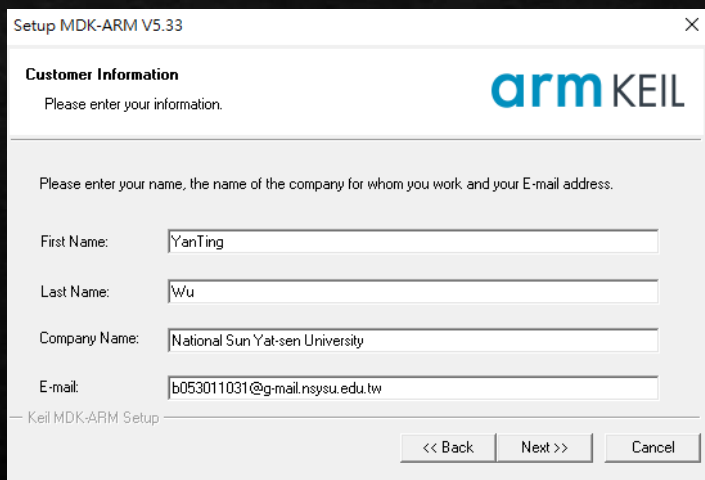 Setup MDK-ARM V5.33
Customer Information
Please enter your information.
arm KEIL
Please enter your name, the name of the company for whom you work and your E-mail address.
First Name: YanTing
Last Name: Wu
Company Name: National Sun Yat-sen University
E-mail: b053011031@g-mail.nsysu.edu.tw
Keil MDK-ARM Setup
<< Back Next >> Cancel